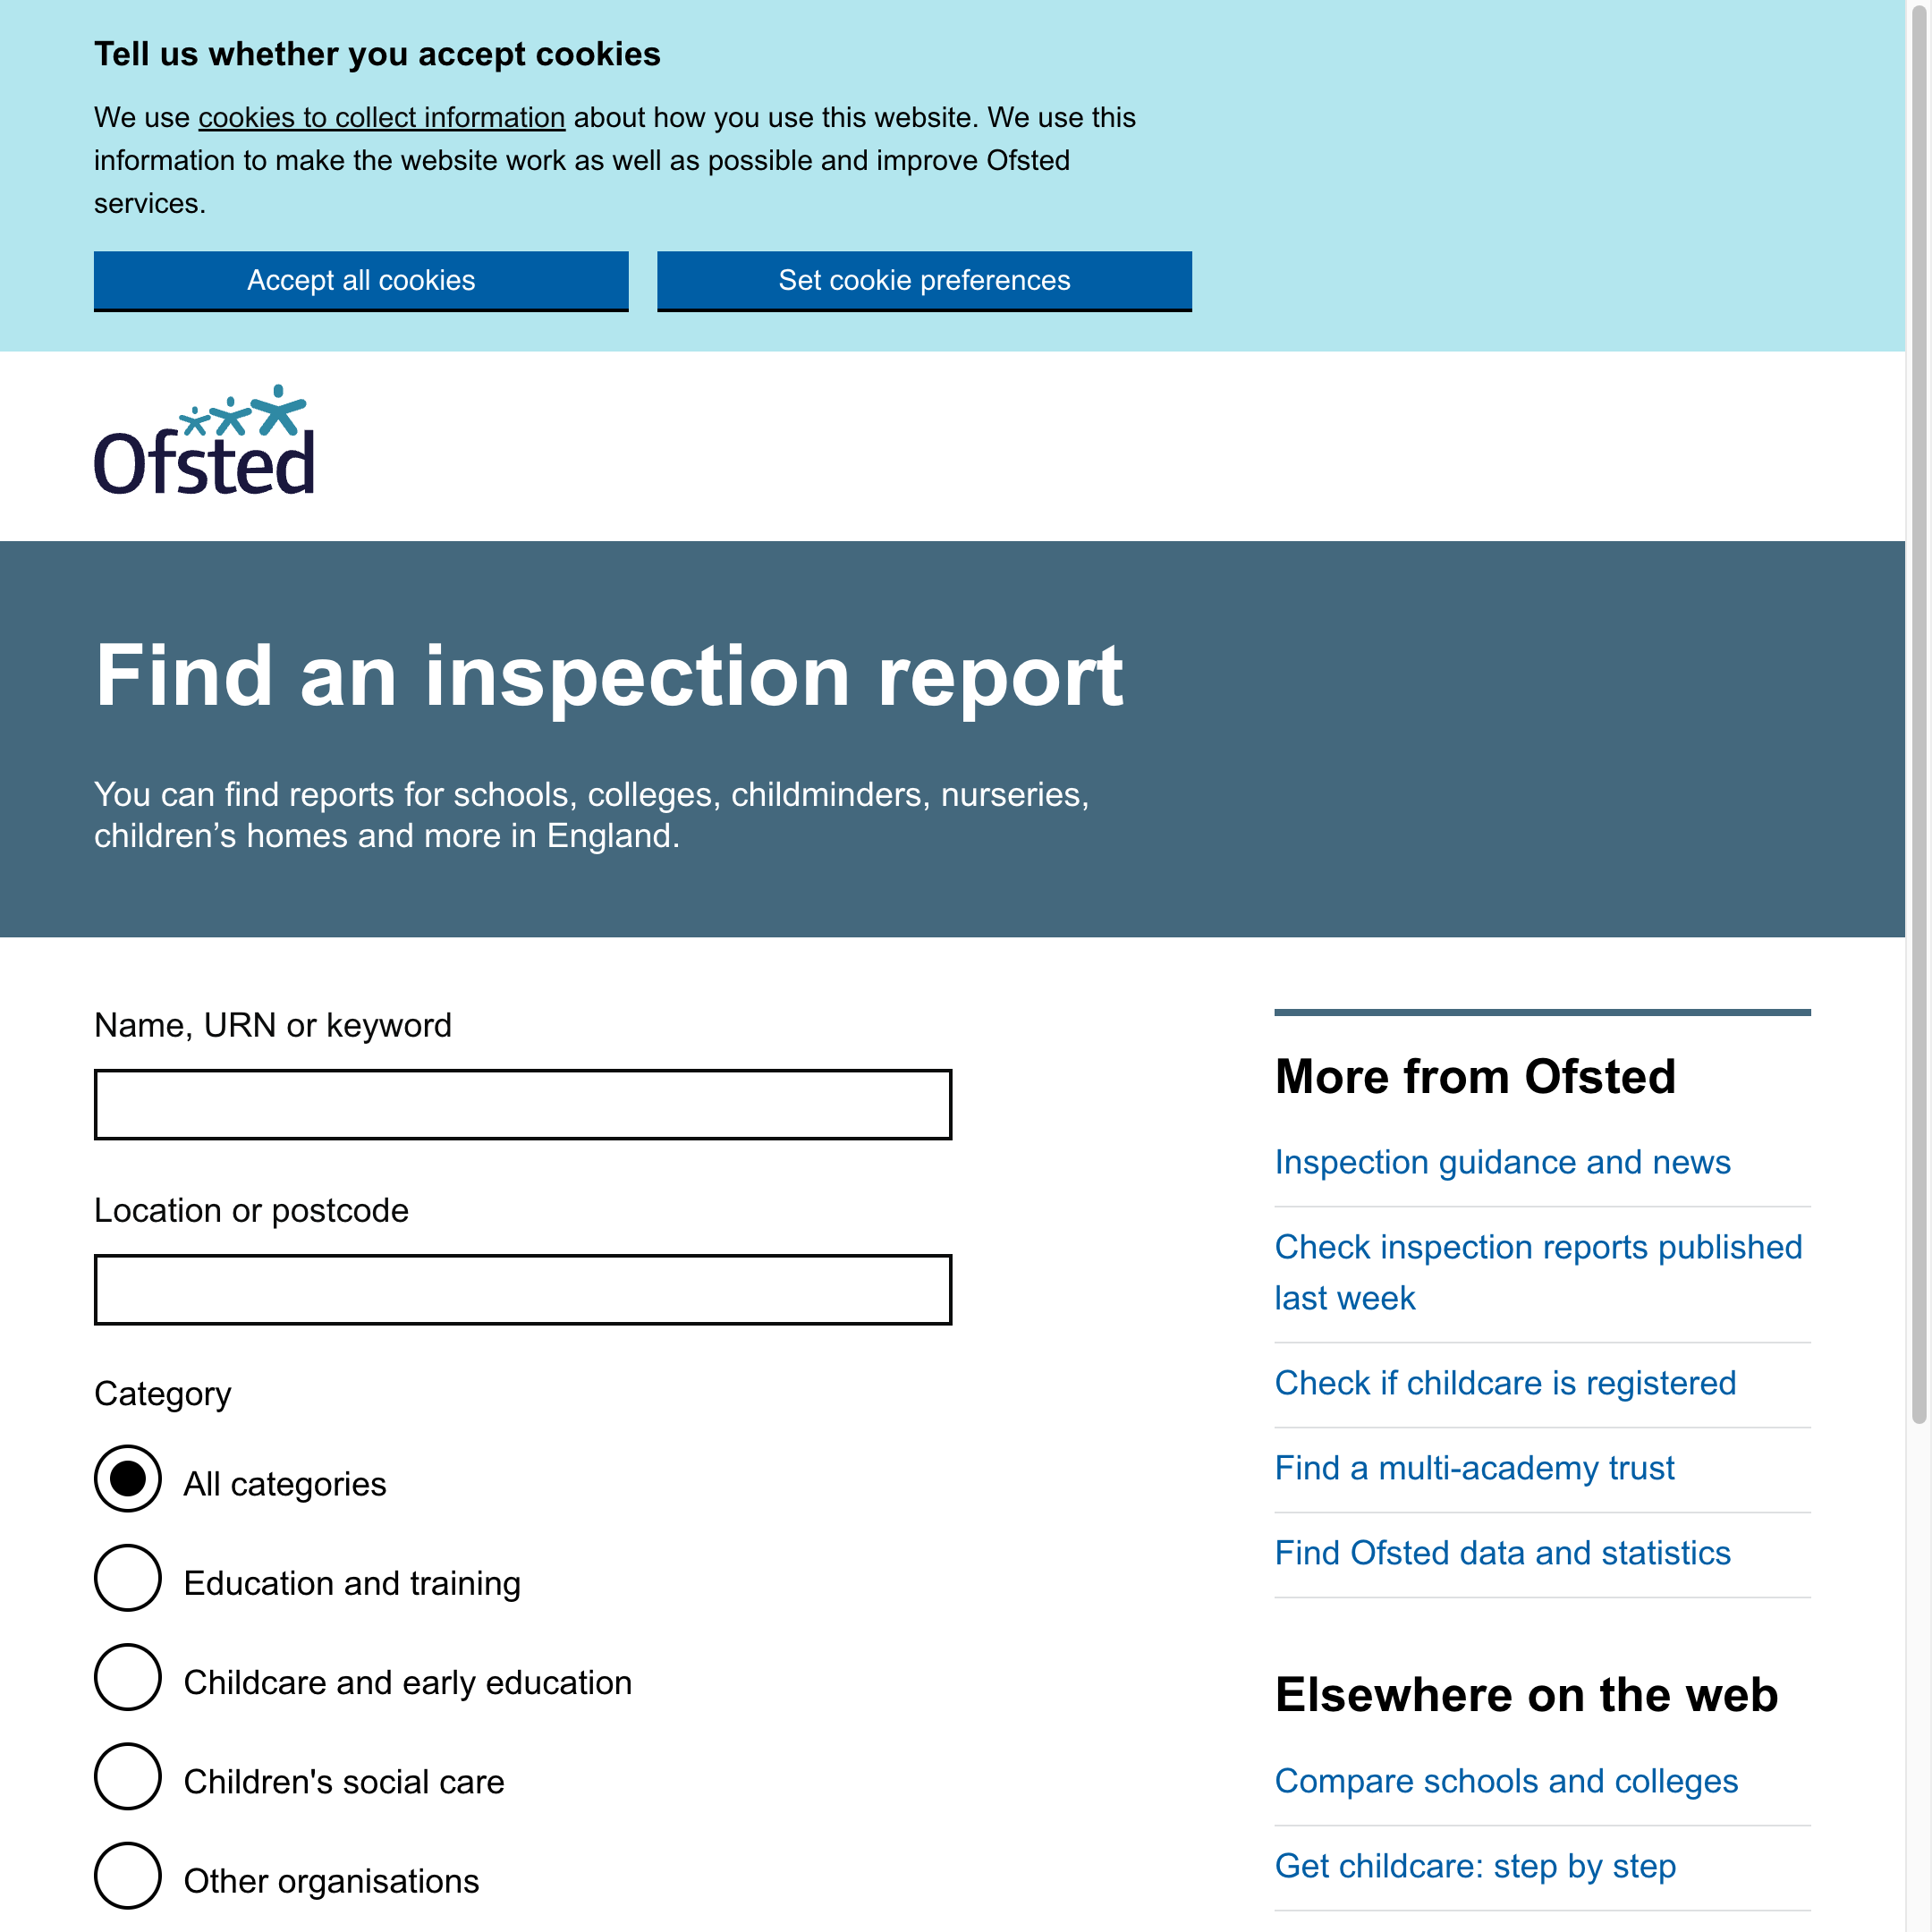 Tell us whether you accept cookies
We use cookies to collect information about how you use this website. We use this
information to make the website work as well as possible and improve Ofsted
services.
Accept all cookies
Set cookie preferences
Ofsted
Find an inspection report
You can find reports for schools, colleges, childminders, nurseries,
children’s homes and more in England.
Name, URN or keyword
Location or postcode
Category
All categories
Education and training
Childcare and early education
Children's social care
Other organisations
More from Ofsted
Inspection guidance and news
Check inspection reports published
last week
Check if childcare is registered
Find a multi-academy trust
Find Ofsted data and statistics
Elsewhere on the web
Compare schools and colleges
Get childcare: step by step